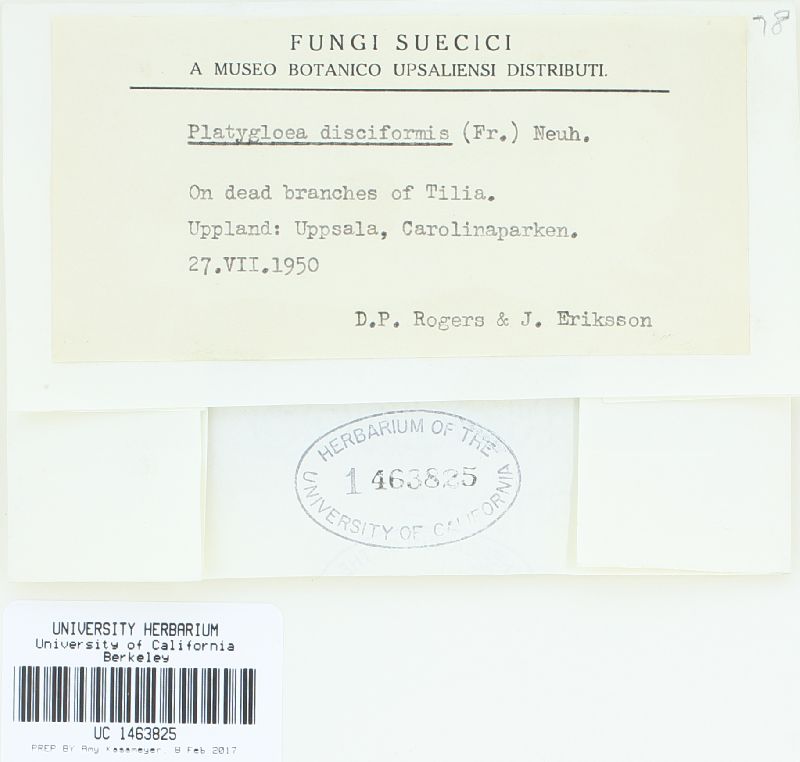 78
FUNGI SUECICI
A MUSEO BOTANICO UPSALIENSI DISTRIBUTI.
Platygloea disciformis (Fr.) Neuh.
On dead branches of Tilia.
Uppland: Uppsala, Carolinaparken.
27.VII.1950
D.P. Rogers & J. Eriksson
HERBARIUM OF THE
1463825
UNIVERSITY OF CALIFORNIA
UNIVERSITY HERBARIUM
University of California
Berkeley
UC 1463825
PREP BY Amy Kasameyer, 8 Feb 2017